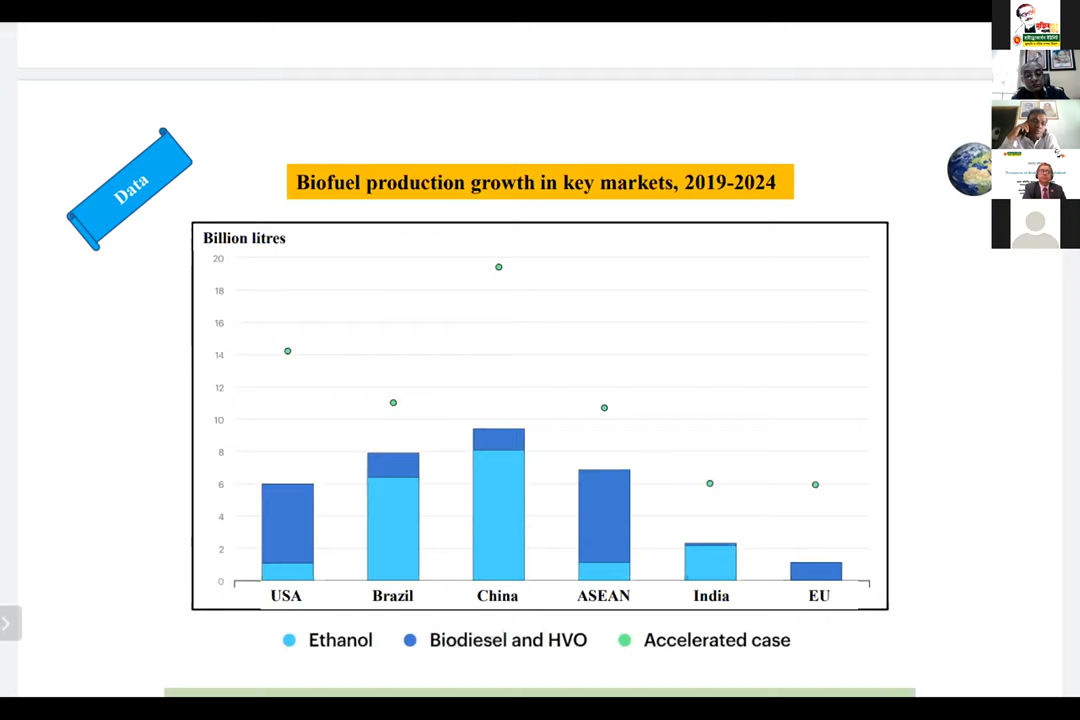 Data
Biofuel production growth in key markets, 2019-2024
Billion litres
20
18
16
14
12
10
8
6
4
2
0
USA Brazil China ASEAN India EU
Ethanol Biodiesel and HVO Accelerated case